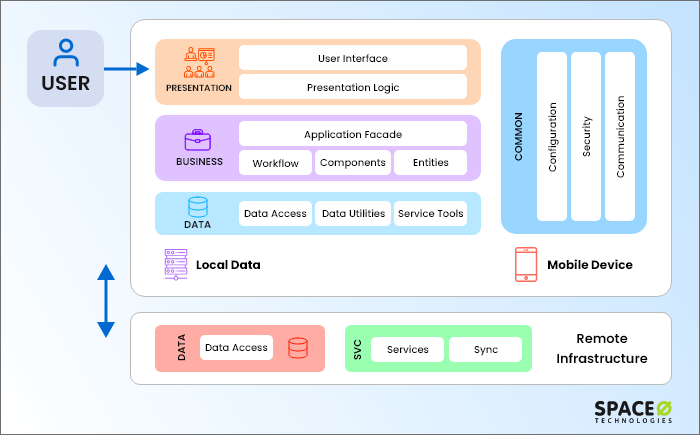 USER
PRESENTATION
User Interface
Presentation Logic
BUSINESS
Application Facade
Workflow
Components
Entities
DATA
Data Access
Data Utilities
Service Tools
COMMON
Configuration
Security
Communication
Local Data
Mobile Device
DATA
Data Access
SVC
Services
Sync
Remote
Infrastructure
SPACEO
TECHNOLOGIES